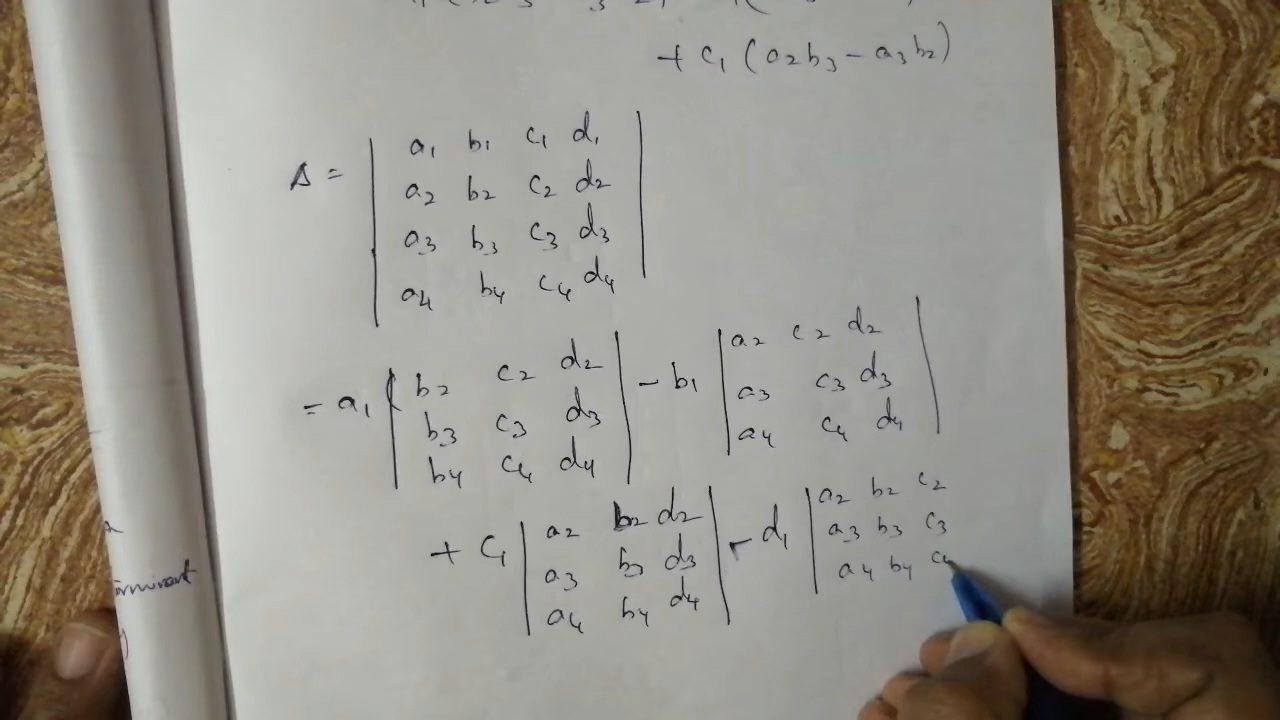 + c₁ (a₂b₃ – a₃b₂)
Δ = | a₁ b₁ c₁ d₁ |
a₂ b₂ c₂ d₂
a₃ b₃ c₃ d₃
a₄ b₄ c₄ d₄
= a₁ | b₂ c₂ d₂ | – b₁ | a₂ c₂ d₂ |
b₃ c₃ d₃ a₃ c₃ d₃
b₄ c₄ d₄ a₄ c₄ d₄
+ c₁ | a₂ b₂ d₂ | – d₁ | a₂ b₂ c₂
a₃ b₃ d₃ a₃ b₃ c₃
a₄ b₄ d₄ a₄ b₄ c₄